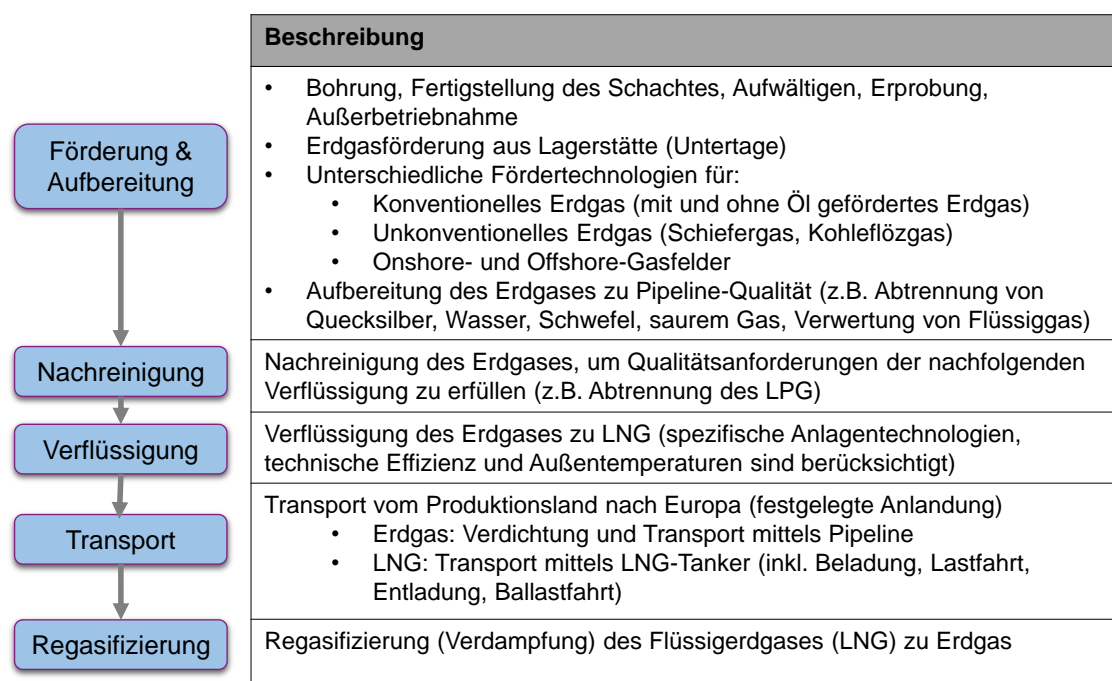 Beschreibung
Förderung &
Aufbereitung
• Bohrung, Fertigstellung des Schachtes, Aufwältigen, Erprobung,
Außerbetriebnahme
• Erdgasförderung aus Lagerstätte (Untertage)
• Unterschiedliche Fördertechnologien für:
• Konventionelles Erdgas (mit und ohne Öl gefördertes Erdgas)
• Unkonventionelles Erdgas (Schiefergas, Kohleflözgas)
• Onshore- und Offshore-Gasfelder
• Aufbereitung des Erdgases zu Pipeline-Qualität (z.B. Abtrennung von
Quecksilber, Wasser, Schwefel, saurem Gas, Verwertung von Flüssiggas)
Nachreinigung
Nachreinigung des Erdgases, um Qualitätsanforderungen der nachfolgenden
Verflüssigung zu erfüllen (z.B. Abtrennung des LPG)
Verflüssigung
Verflüssigung des Erdgases zu LNG (spezifische Anlagentechnologien,
technische Effizienz und Außentemperaturen sind berücksichtigt)
Transport
Transport vom Produktionsland nach Europa (festgelegte Anlandung)
• Erdgas: Verdichtung und Transport mittels Pipeline
• LNG: Transport mittels LNG-Tanker (inkl. Beladung, Lastfahrt,
Entladung, Ballastfahrt)
Regasifizierung
Regasifizierung (Verdampfung) des Flüssigerdgases (LNG) zu Erdgas